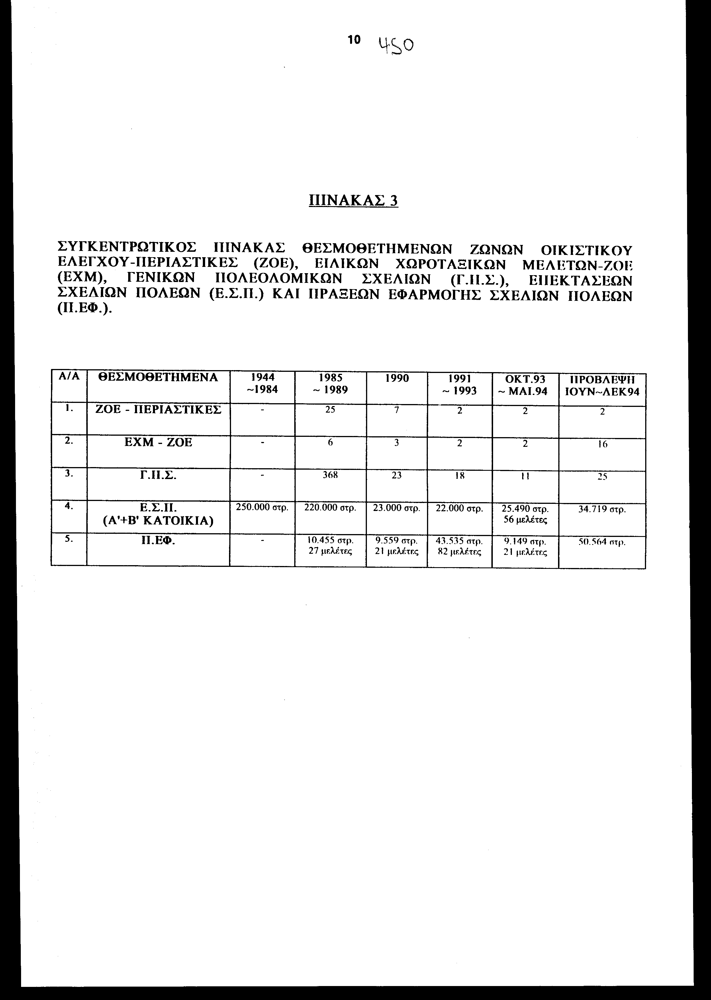 10 450
ΠΙΝΑΚΑΣ 3
ΣΥΓΚΕΝΤΡΩΤΙΚΟΣ ΠΙΝΑΚΑΣ ΘΕΣΜΟΘΕΤΗΜΕΝΩΝ ΖΩΝΩΝ ΟΙΚΙΣΤΙΚΟΥ
ΕΛΕΓΧΟΥ-ΠΕΡΙΑΣΤΙΚΕΣ (ΖΟΕ), ΕΙΔΙΚΩΝ ΧΩΡΟΤΑΞΙΚΩΝ ΜΕΛΕΤΩΝ-ΖΟΕ
(ΕΧΜ), ΓΕΝΙΚΩΝ ΠΟΛΕΟΔΟΜΙΚΩΝ ΣΧΕΔΙΩΝ (Γ.Π.Σ.), ΕΠΕΚΤΑΣΕΩΝ
ΣΧΕΔΙΩΝ ΠΟΛΕΩΝ (Ε.Σ.Π.) ΚΑΙ ΠΡΑΞΕΩΝ ΕΦΑΡΜΟΓΗΣ ΣΧΕΔΙΩΝ ΠΟΛΕΩΝ
(Π.ΕΦ.).
Α/Α ΘΕΣΜΟΘΕΤΗΜΕΝΑ 1944 1985 1990 1991 ΟΚΤ.93 ΠΡΟΒΛΕΨΗ
~1984 ~ 1989 ~ 1993 ~ ΜΑΙ.94 ΙΟΥΝ~ΔΕΚ94
1. ΖΟΕ - ΠΕΡΙΑΣΤΙΚΕΣ - 25 7 2 2 2
2. ΕΧΜ - ΖΟΕ - 6 3 2 2 16
3. Γ.Π.Σ. - 368 23 18 11 25
4. Ε.Σ.Π. 250.000 στρ. 220.000 στρ. 23.000 στρ. 22.000 στρ. 25.490 στρ. 34.719 στρ.
(Α'+Β' ΚΑΤΟΙΚΙΑ) 56 μελέτες
5. Π.ΕΦ. - 10.455 στρ. 9.559 στρ. 43.535 στρ. 9.149 στρ. 50.564 στρ.
27 μελέτες 21 μελέτες 82 μελέτες 21 μελέτες